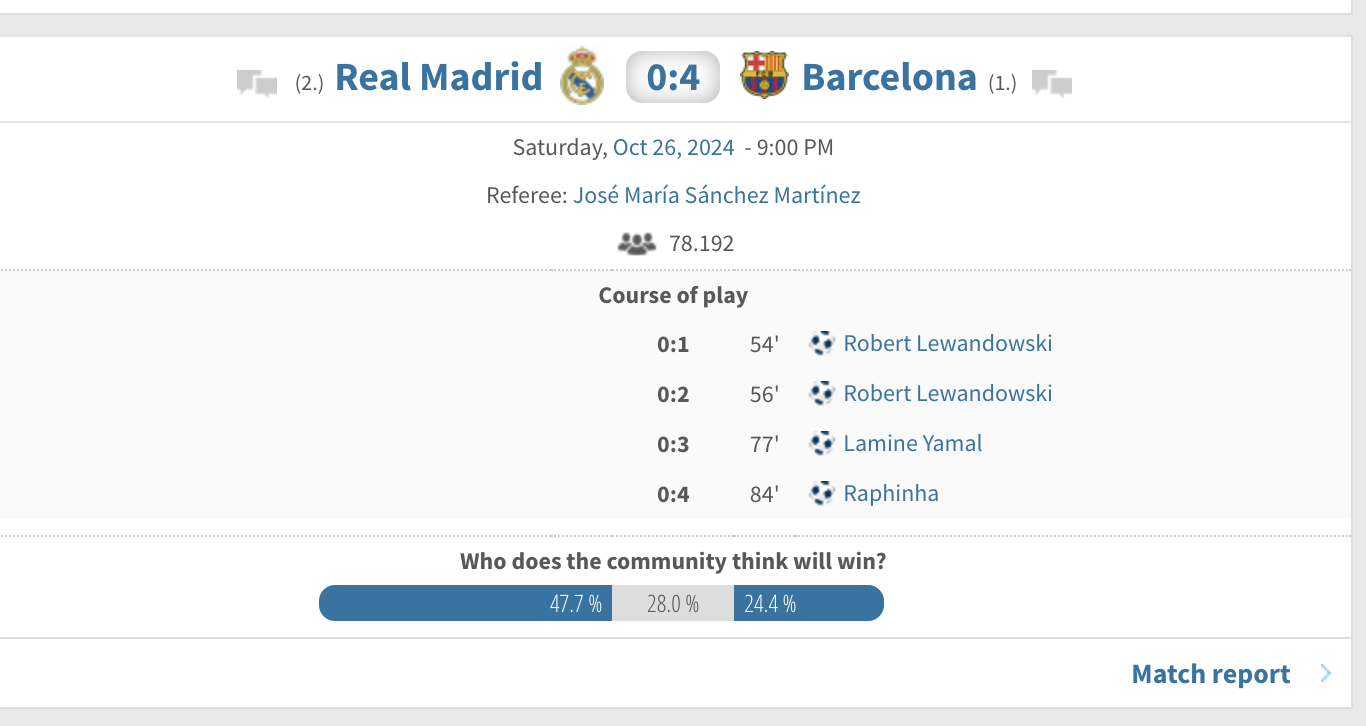 (2.) Real Madrid 0:4 Barcelona (1.)
Saturday, Oct 26, 2024 - 9:00 PM
Referee: José María Sánchez Martínez
78.192
Course of play
0:1 54' Robert Lewandowski
0:2 56' Robert Lewandowski
0:3 77' Lamine Yamal
0:4 84' Raphinha
Who does the community think will win?
47.7 % 28.0 % 24.4 %
Match report